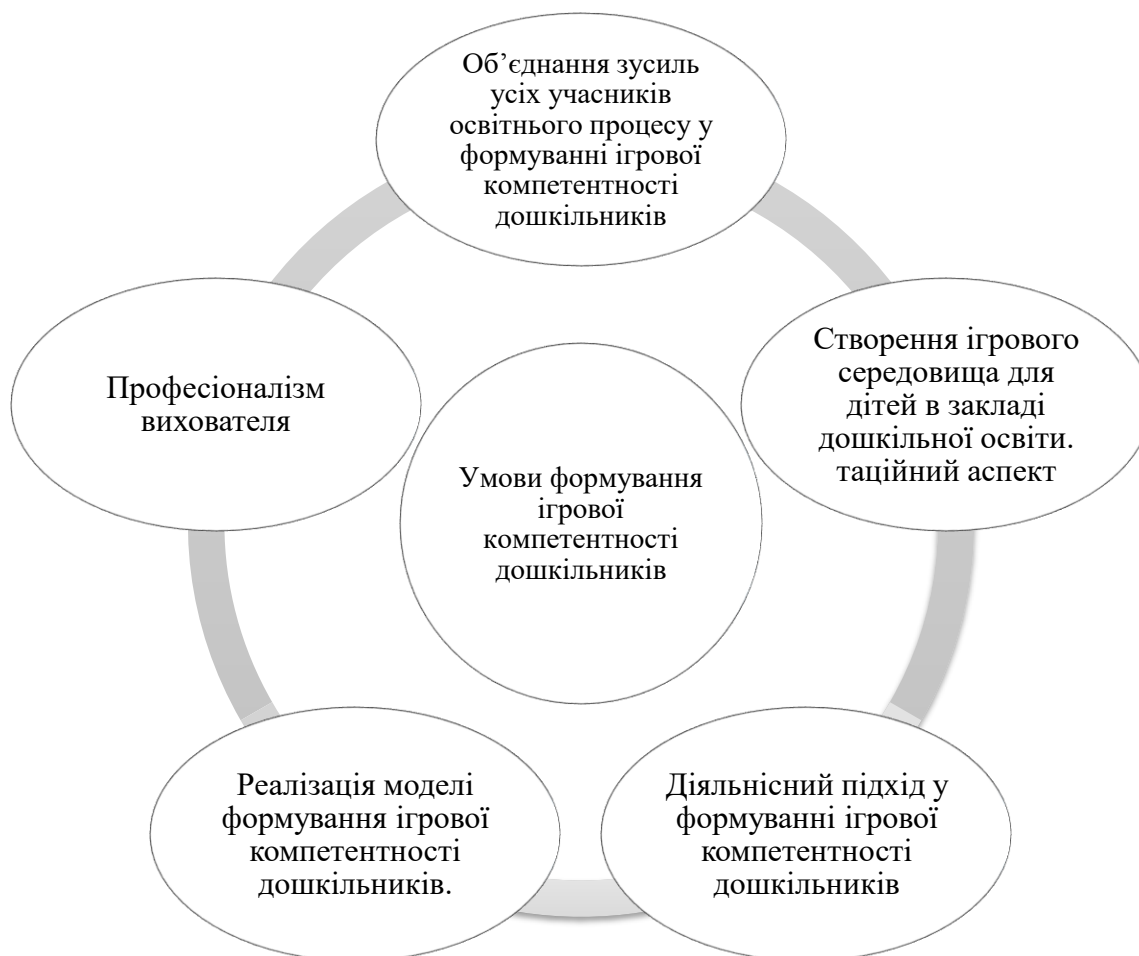 Об’єднання зусиль
усіх учасників
освітнього процесу у
формуванні ігрової
компетентності
дошкільників
Створення ігрового
середовища для
дітей в закладі
дошкільної освіти.
таційний аспект
Діяльнісний підхід у
формуванні ігрової
компетентності
дошкільників
Реалізація моделі
формування ігрової
компетентності
дошкільників.
Професіоналізм
вихователя
Умови формування
ігрової
компетентності
дошкільників